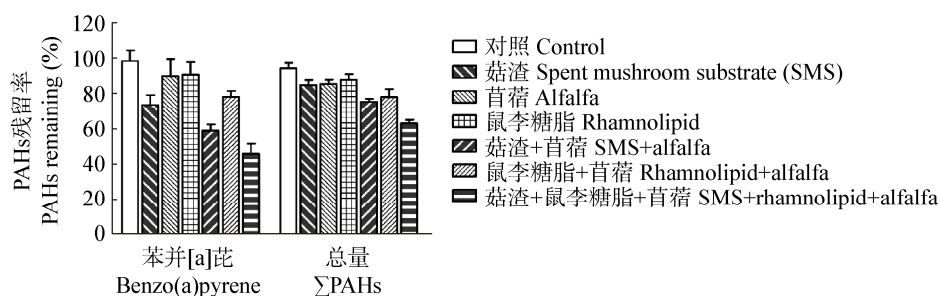 PAHs残留率
PAHs remaining (%)
120
100
80
60
40
20
0
苯并[a]芘
Benzo(a)pyrene
总量
∑PAHs
对照 Control
菇渣 Spent mushroom substrate (SMS)
苜蓿 Alfalfa
鼠李糖脂 Rhamnolipid
菇渣+苜蓿 SMS+alfalfa
鼠李糖脂+苜蓿 Rhamnolipid+alfalfa
菇渣+鼠李糖脂+苜蓿 SMS+rhamnolipid+alfalfa